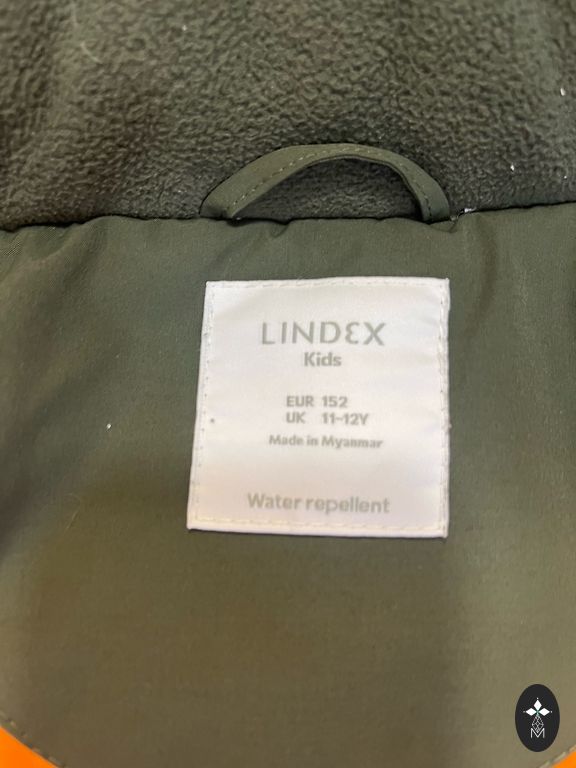 LINDEX
Kids
EUR 152
UK 11-12Y
Made in Myanmar
Water repellent
M